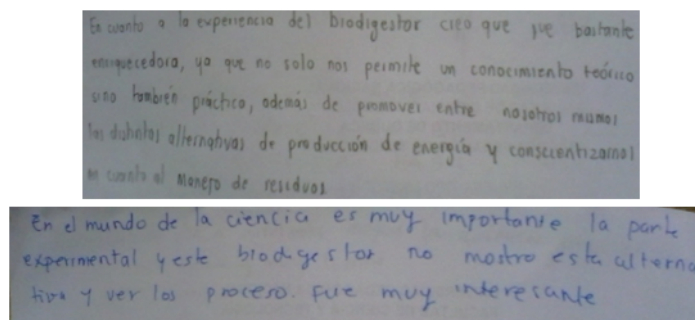 En cuanto a la experiencia del biodigestor creo que fue bastante
enriquecedora, ya que no solo nos permite un conocimiento teórico
sino también práctico, además de promover entre nosotros mismos
las distintas alternativas de producción de energía y conscientizarnos
en cuanto al manejo de residuos
En el mundo de la ciencia es muy importante la parte
experimental y este biodigestor no mostro esta alterna
tiva y ver los proceso. Fue muy interesante